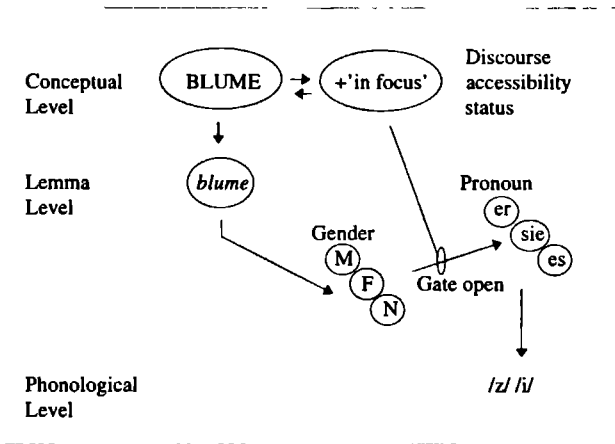 Conceptual
Level
BLUME
+'in focus'
Discourse
accessibility
status
Lemma
Level
blume
Gender
M
F
N
Gate open
Pronoun
er
sie
es
Phonological
Level
/z/ /i/